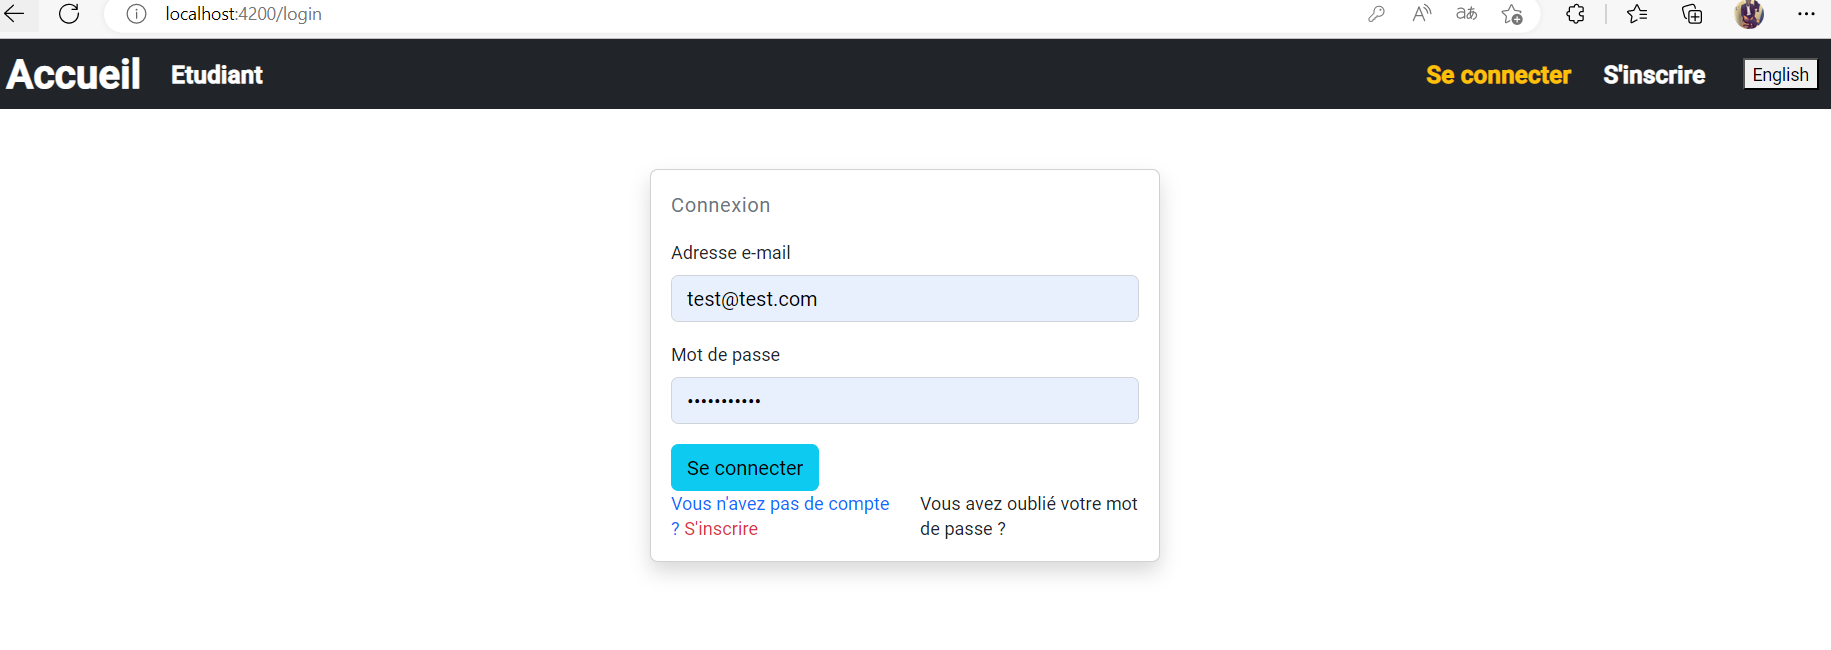 localhost:4200/login
Accueil Etudiant Se connecter S'inscrire English
Connexion
Adresse e-mail
test@test.com
Mot de passe
•••••••••••
Se connecter
Vous n'avez pas de compte
? S'inscrire
Vous avez oublié votre mot
de passe ?